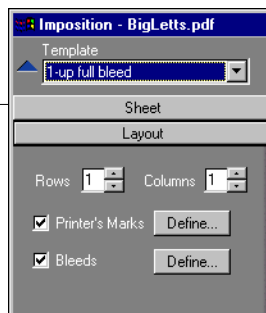 Imposition - BigLetts.pdf
Template
1-up full bleed
Sheet
Layout
Rows 1 Columns 1
Printer's Marks Define...
Bleeds Define...